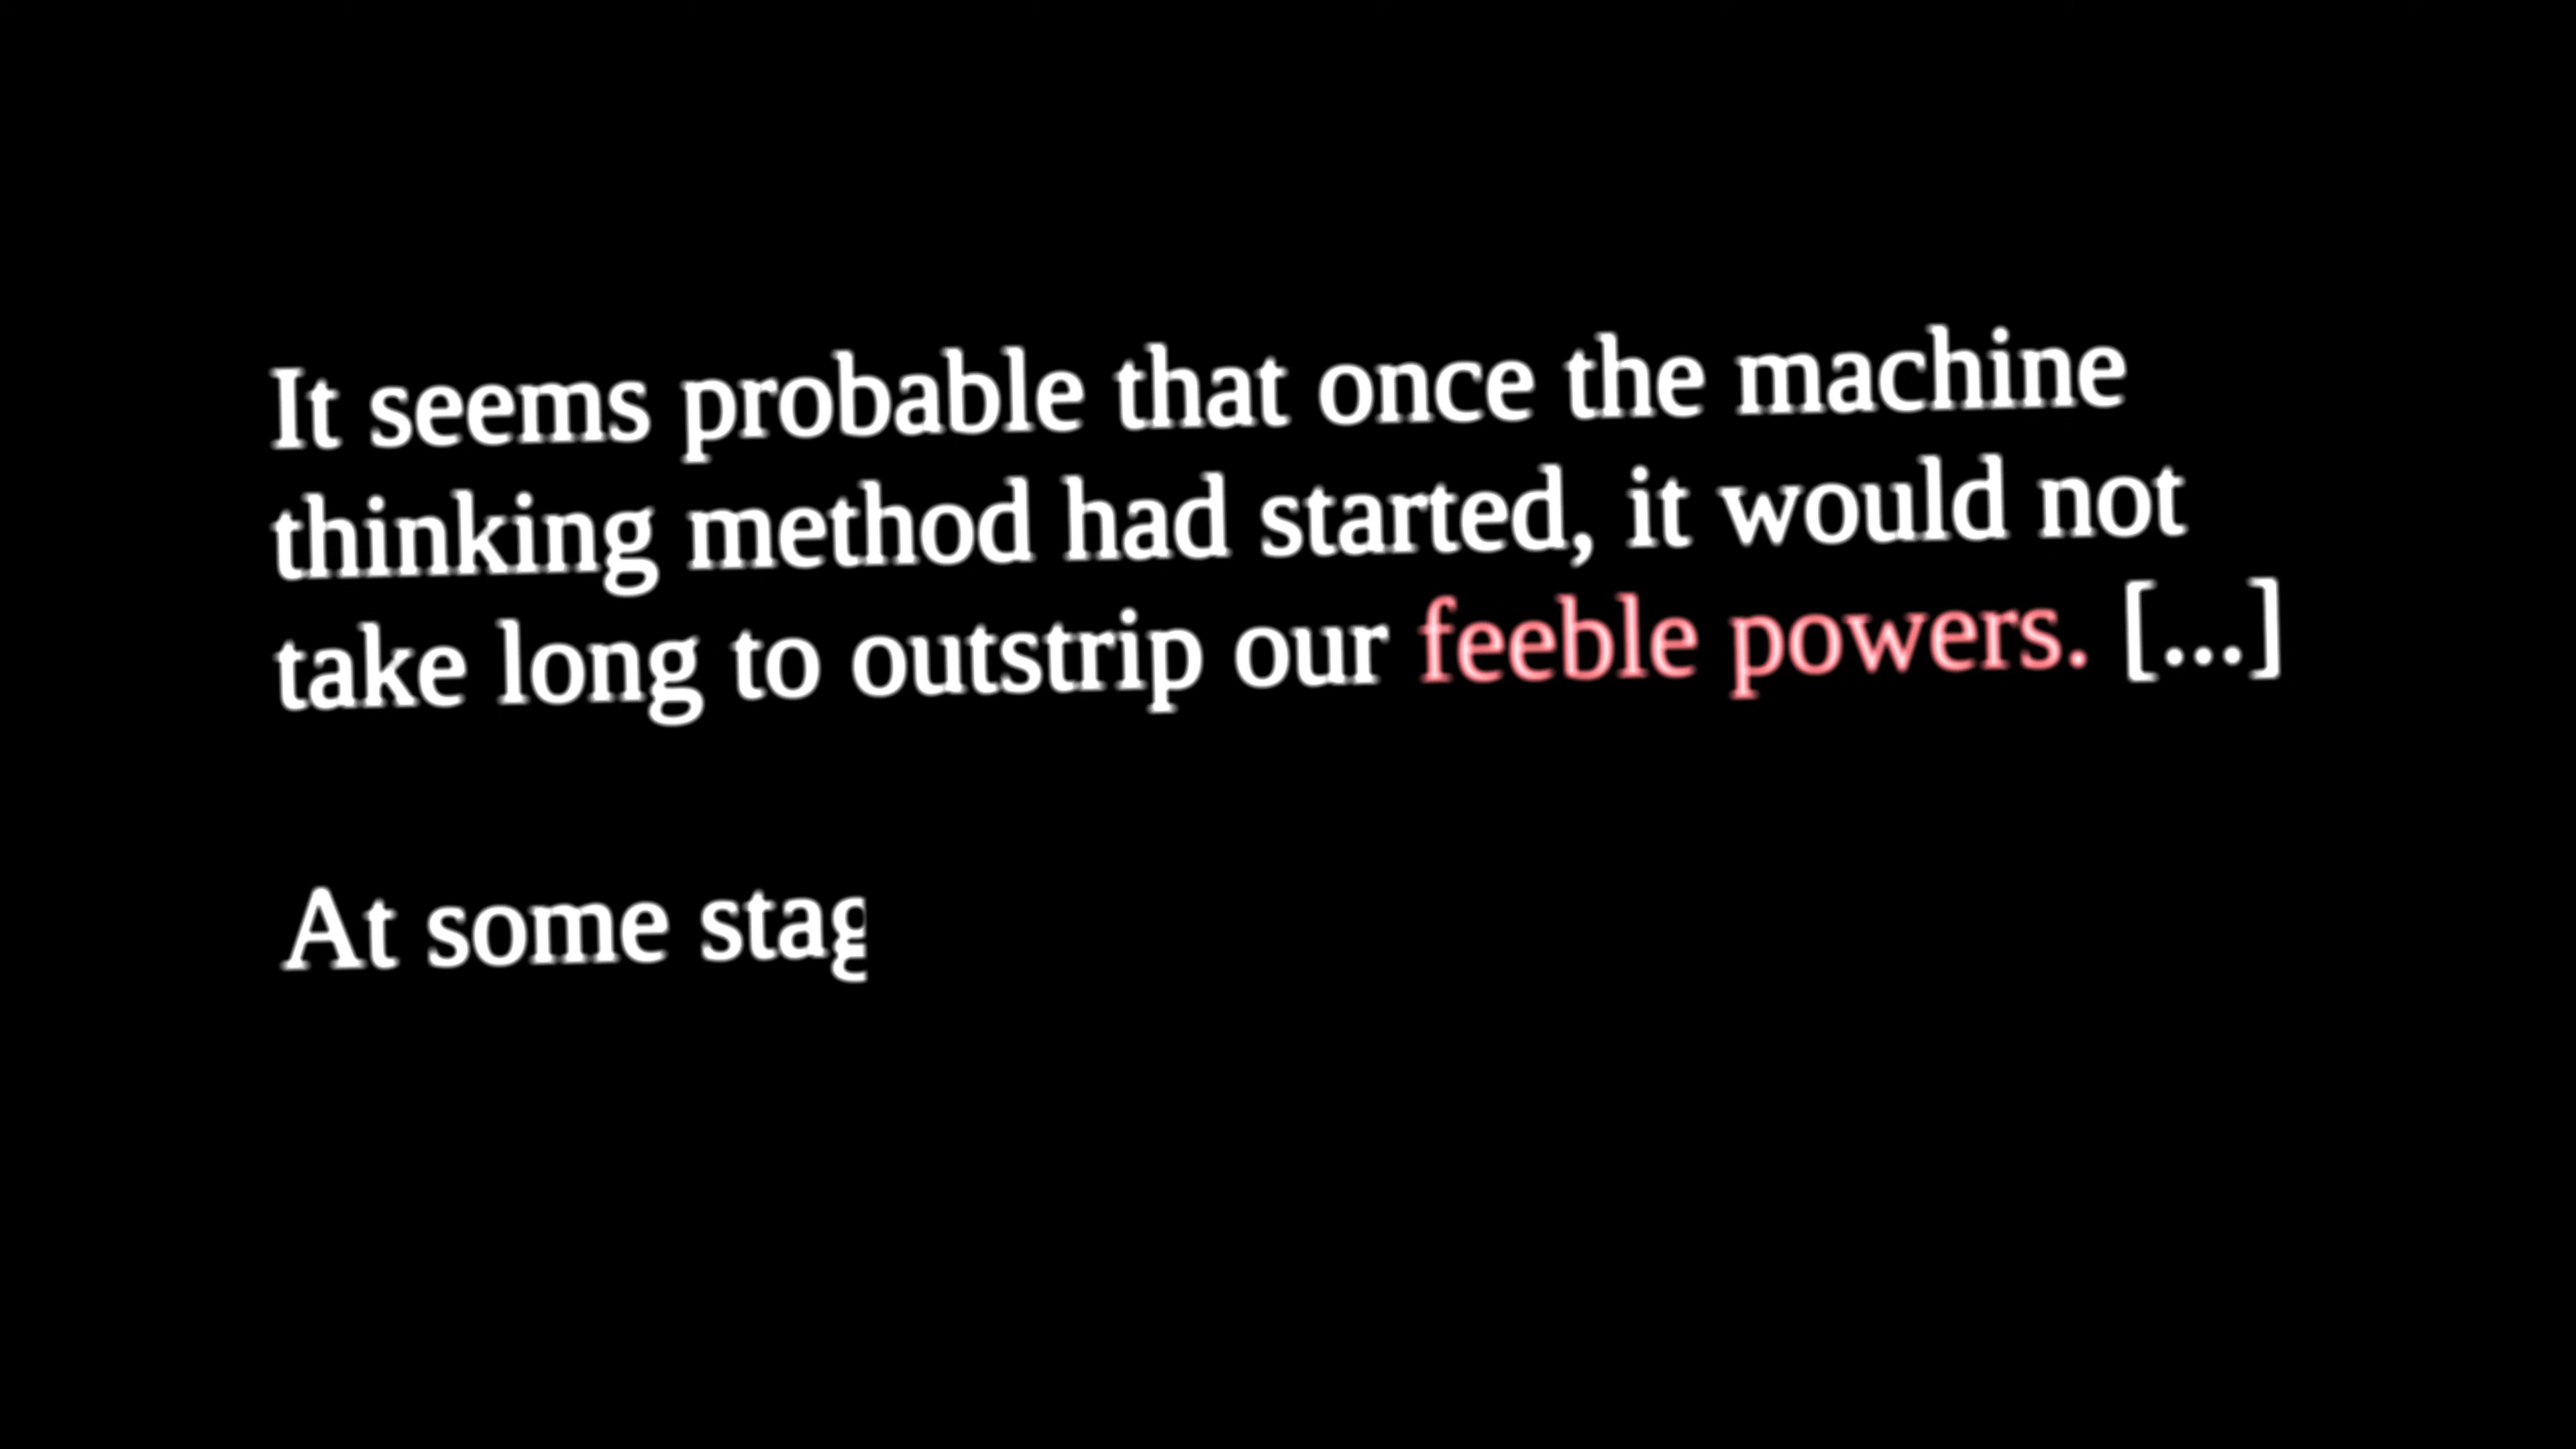 It seems probable that once the machine
thinking method had started, it would not
take long to outstrip our feeble powers. [...]
At some stag